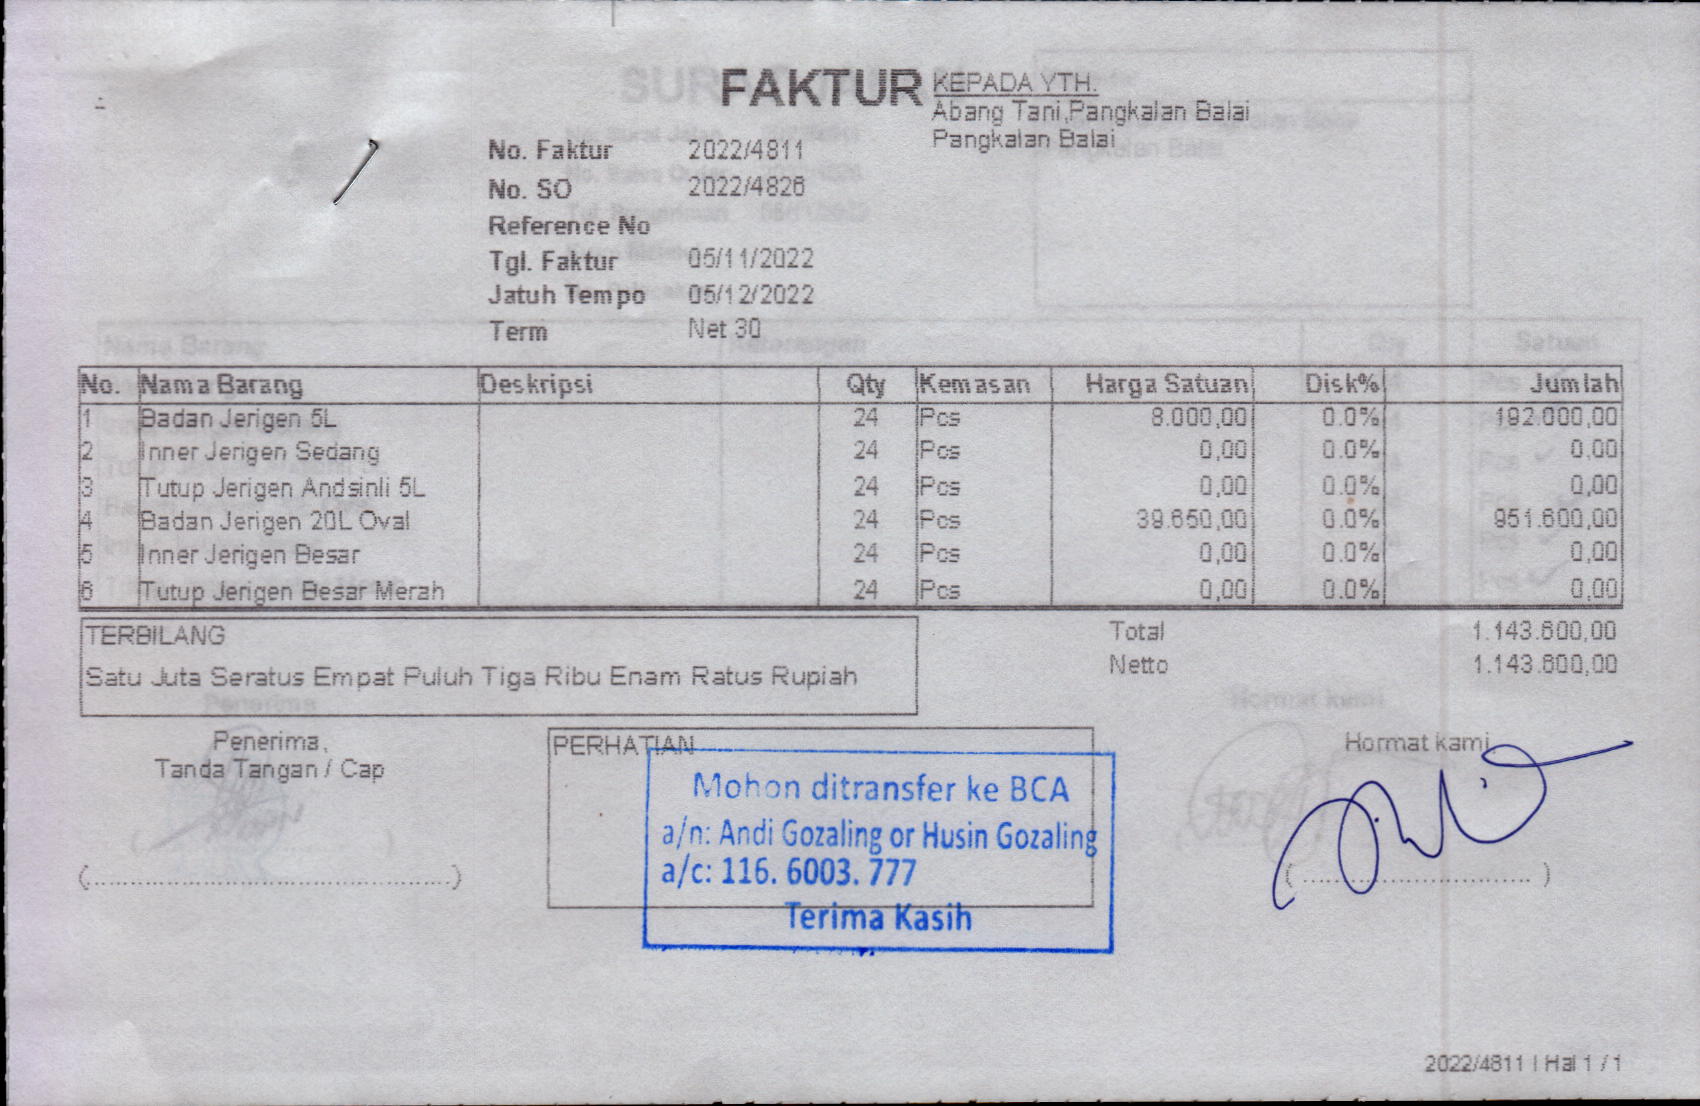 FAKTUR
KEPADA YTH.
Abang Tani,Pangkalan Balai
Pangkalan Balai
No. Faktur 2022/4811
No. SO 2022/4826
Reference No
Tgl. Faktur 05/11/2022
Jatuh Tempo 05/12/2022
Term Net 30
No. Nama Barang Deskripsi Qty Kemasan Harga Satuan Disk% Jumlah
1 Badan Jerigen 5L 24 Pcs 8.000,00 0.0% 192.000,00
2 Inner Jerigen Sedang 24 Pcs 0,00 0.0% 0,00
3 Tutup Jerigen Andsinli 5L 24 Pcs 0,00 0.0% 0,00
4 Badan Jerigen 20L Oval 24 Pcs 39.650,00 0.0% 951.600,00
5 Inner Jerigen Besar 24 Pcs 0,00 0.0% 0,00
6 Tutup Jerigen Besar Merah 24 Pcs 0,00 0.0% 0,00
TERBILANG
Satu Juta Seratus Empat Puluh Tiga Ribu Enam Ratus Rupiah
Total 1.143.600,00
Netto 1.143.600,00
Penerima,
Tanda Tangan / Cap
(..............................................)
PERHATIAN
Mohon ditransfer ke BCA
a/n: Andi Gozaling or Husin Gozaling
a/c: 116. 6003. 777
Terima Kasih
Hormat kami,
(.............................)
2022/4811 | Hal 1 / 1